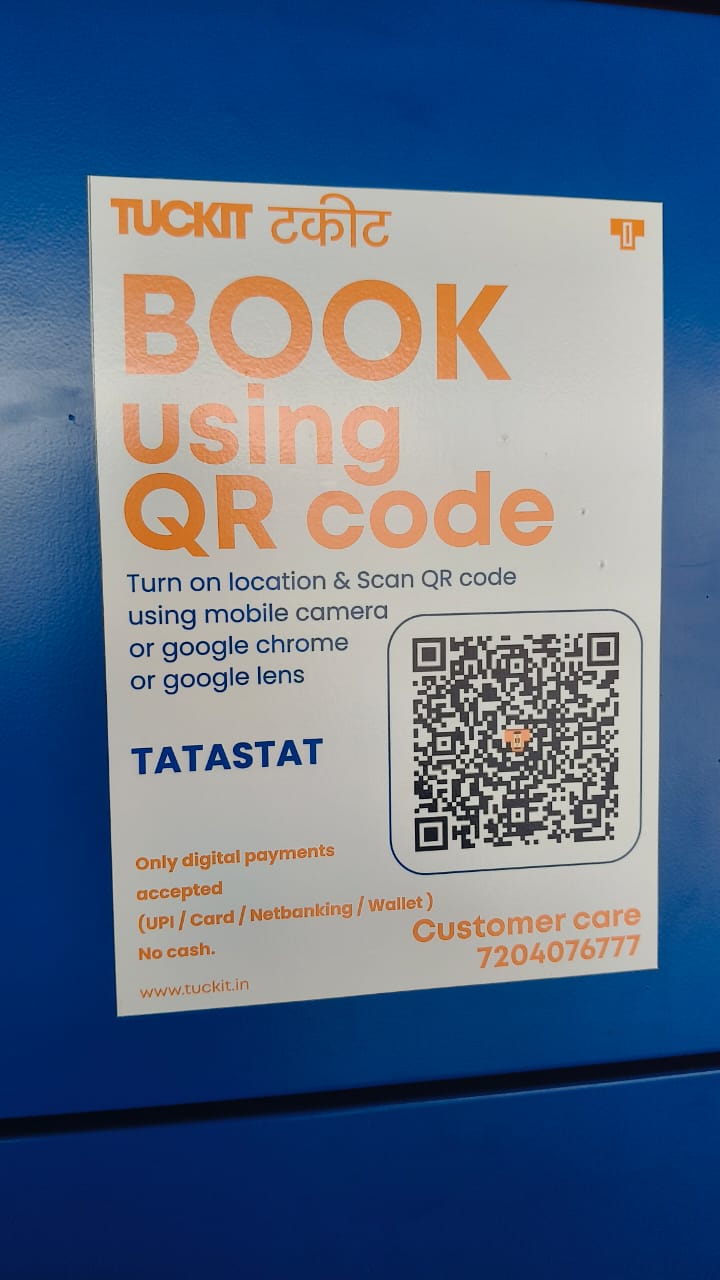 TUCKIT टकीट
BOOK
using
QR code
Turn on location & Scan QR code
using mobile camera
or google chrome
or google lens
TATASTAT
Only digital payments
accepted
(UPI / Card / Netbanking / Wallet )
No cash.
Customer care
7204076777
www.tuckit.in